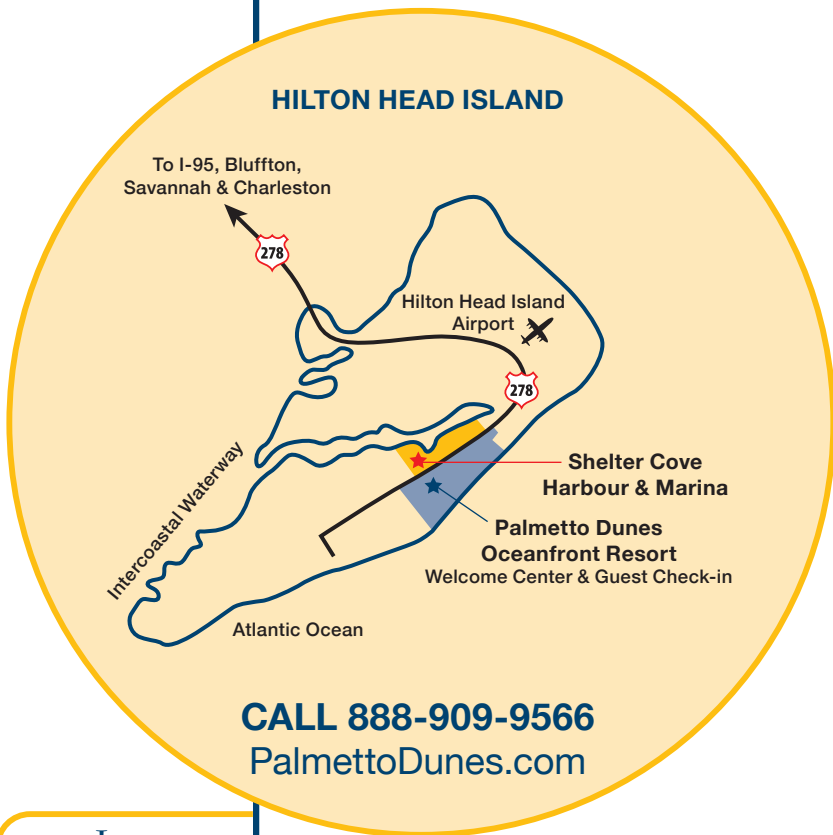 HILTON HEAD ISLAND
To I-95, Bluffton,
Savannah & Charleston
278
Hilton Head Island
Airport
278
Shelter Cove
Harbour & Marina
Palmetto Dunes
Oceanfront Resort
Welcome Center & Guest Check-in
Intercoastal Waterway
Atlantic Ocean
CALL 888-909-9566
PalmettoDunes.com